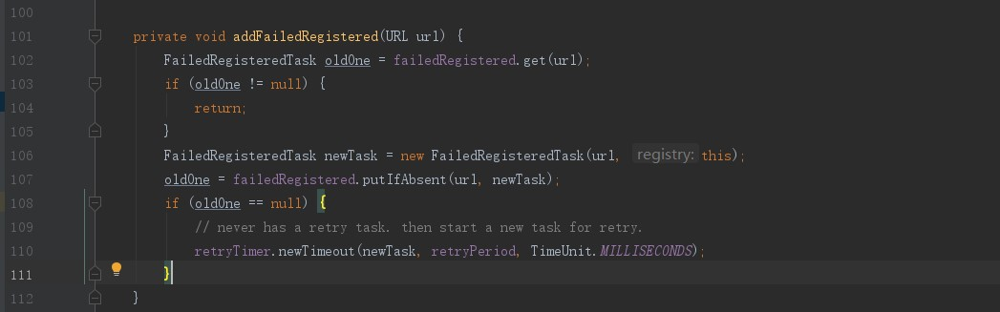 100
101 private void addFailedRegistered(URL url) {
102 FailedRegisteredTask oldOne = failedRegistered.get(url);
103 if (oldOne != null) {
104 return;
105 }
106 FailedRegisteredTask newTask = new FailedRegisteredTask(url, registry: this);
107 oldOne = failedRegistered.putIfAbsent(url, newTask);
108 if (oldOne == null) {
109 // never has a retry task. then start a new task for retry.
110 retryTimer.newTimeout(newTask, retryPeriod, TimeUnit.MILLISECONDS);
111 }
112 }